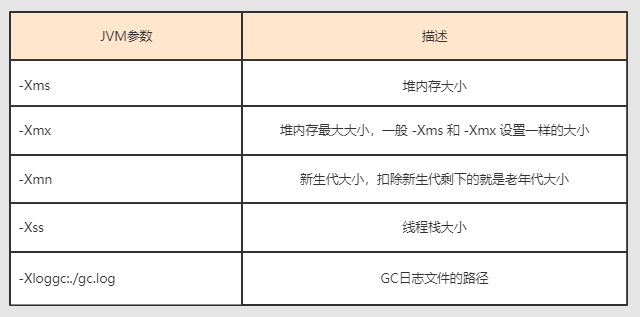 JVM参数 描述
-Xms 堆内存大小
-Xmx 堆内存最大大小，一般 -Xms 和 -Xmx 设置一样的大小
-Xmn 新生代大小，扣除新生代剩下的就是老年代大小
-Xss 线程栈大小
-Xloggc:./gc.log GC日志文件的路径